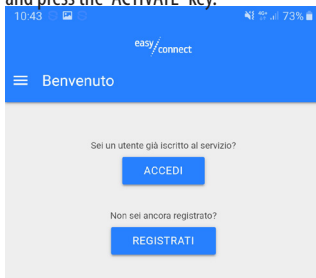 and press the "ACTIVATE" key.
10:43 73%
easy connect
Benvenuto
Sei un utente già iscritto al servizio?
ACCEDI
Non sei ancora registrato?
REGISTRATI